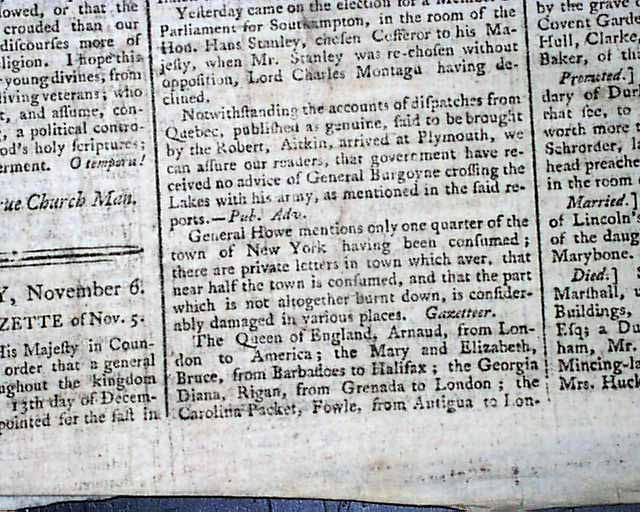 lowed, or that the
crouded than our
discourses more of
eligion. I hope this
young divines, from
living veterans; who
t, and assume, con-
, a political contro-
od's holy scriptures;
erment. O tempora!
rue Church Man.
Y, November 6.
ZETTE of Nov. 5.
His Majesty in Coun-
order that a general
ughout the kingdom
13th day of Decem-
pointed for the fast in
Yesterday came on the election for a Member
Parliament for Southampton, in the room of the
Hon. Hans Stanley, chosen Cofferor to his Ma-
jesty, when Mr. Stanley was re-chosen without
opposition, Lord Charles Montagu having de-
clined.
Notwithstanding the accounts of dispatches from
Quebec, published as genuine, said to be brought
by the Robert, Aitkin, arrived at Plymouth, we
can assure our readers, that government have re-
ceived no advice of General Burgoyne crossing the
Lakes with his army, as mentioned in the said re-
ports.—Pub. Adv.
General Howe mentions only one quarter of the
town of New York having been consumed;
there are private letters in town which aver, that
near half the town is consumed, and that the part
which is not altogether burnt down, is consider-
ably damaged in various places. Gazetteer.
The Queen of England, Arnaud, from Lon-
don to America; the Mary and Elizabeth,
Bruce, from Barbadoes to Halifax; the Georgia
Diana, Rigan, from Grenada to London; the
Carolina Packet, Fowle, from Antigua to Lon-
by the grave
Covent Garde
Hull, Clarke,
Baker, of th
Promoted.]
dary of Dur
that see, to
worth more
Schrorder, la
head preache
in the room
Married.]
of Lincoln's
of the daug
Marybone.
Died.]
Marshall, u
Buildings,
Esq; a Du
ham, Mr.
Mincing-la
Mrs. Huck